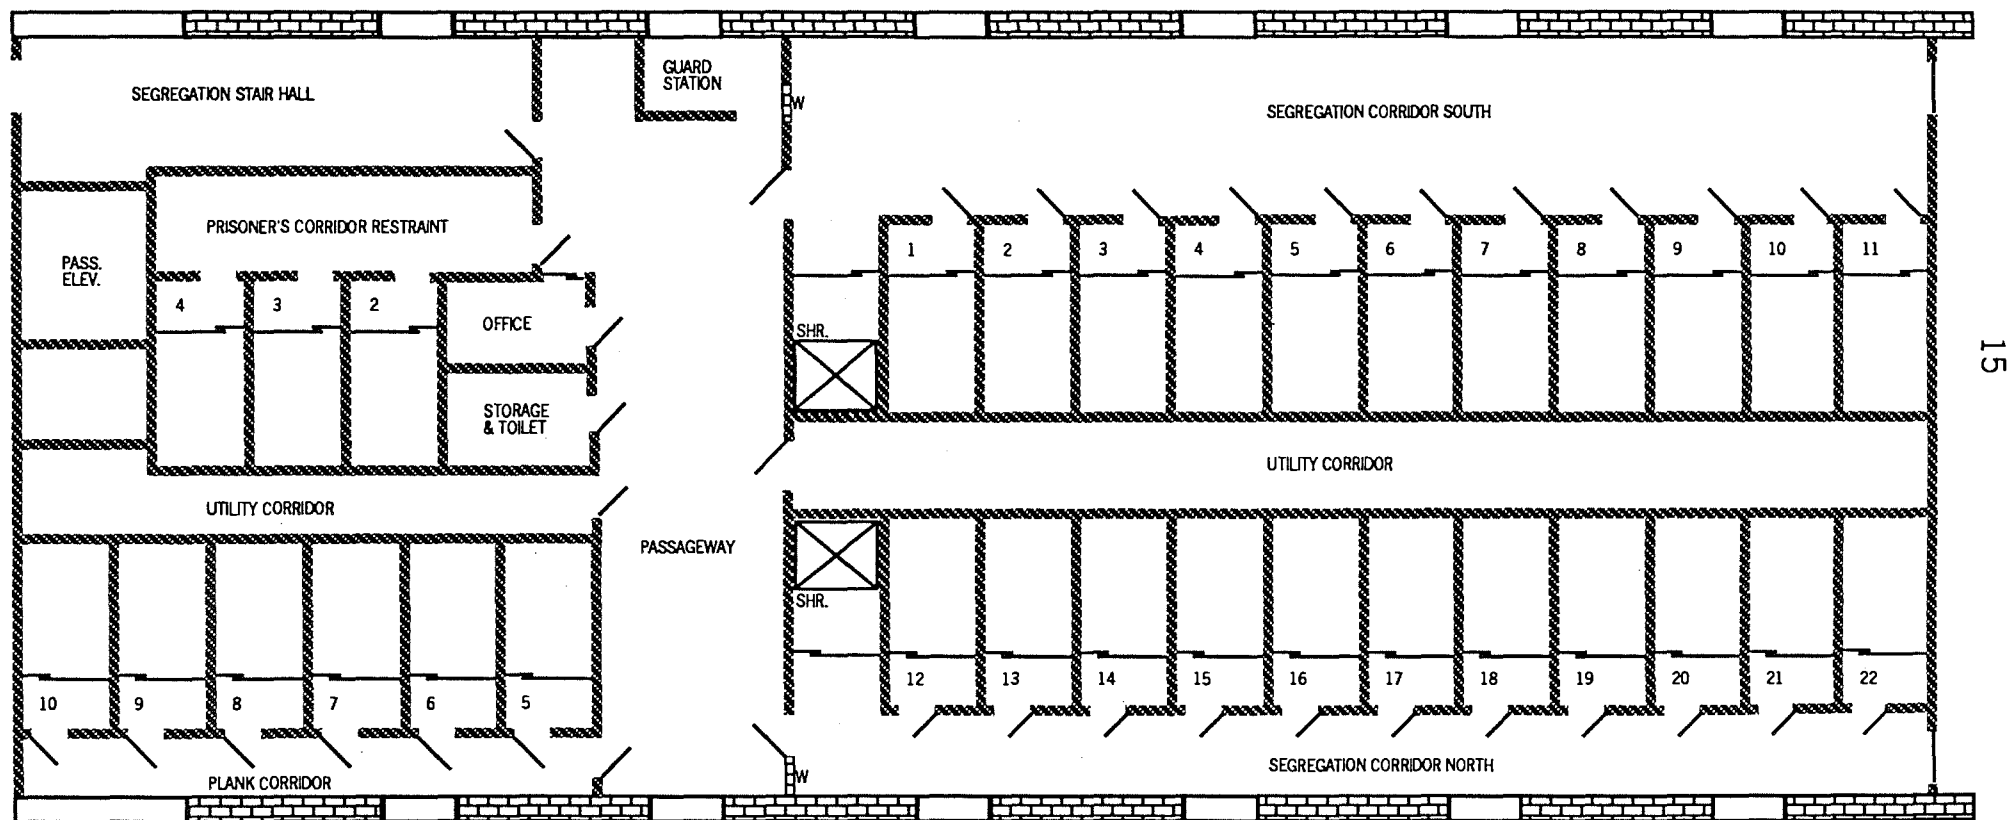 GUARD
STATION
W
SEGREGATION STAIR HALL
SEGREGATION CORRIDOR SOUTH
PRISONER'S CORRIDOR RESTRAINT
PASS.
ELEV.
1 2 3 4 5 6 7 8 9 10 11
4 3 2
OFFICE
SHR.
15
STORAGE
& TOILET
UTILITY CORRIDOR
UTILITY CORRIDOR
PASSAGEWAY
SHR.
12 13 14 15 16 17 18 19 20 21 22
10 9 8 7 6 5
SEGREGATION CORRIDOR NORTH
W
PLANK CORRIDOR